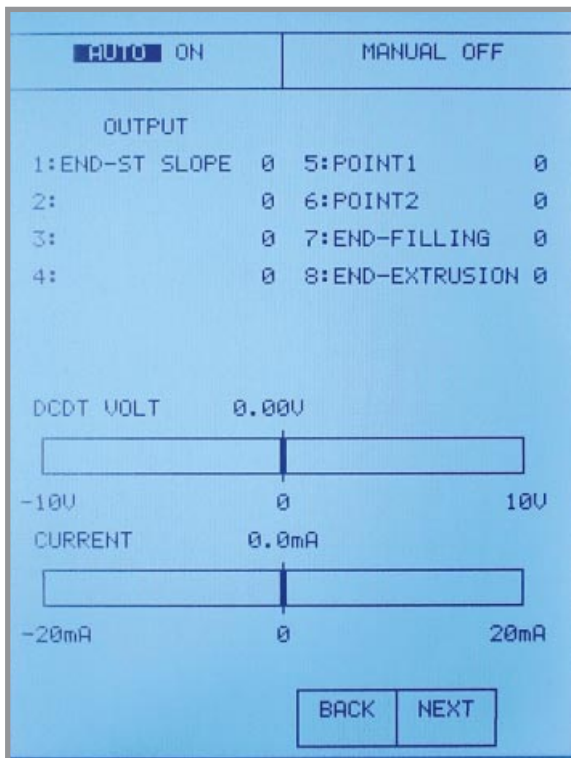 AUTO ON MANUAL OFF
OUTPUT
1:END-ST SLOPE 0 5:POINT1 0
2: 0 6:POINT2 0
3: 0 7:END-FILLING 0
4: 0 8:END-EXTRUSION 0
DCDT VOLT 0.00V
-10V 0 10V
CURRENT 0.0mA
-20mA 0 20mA
BACK NEXT